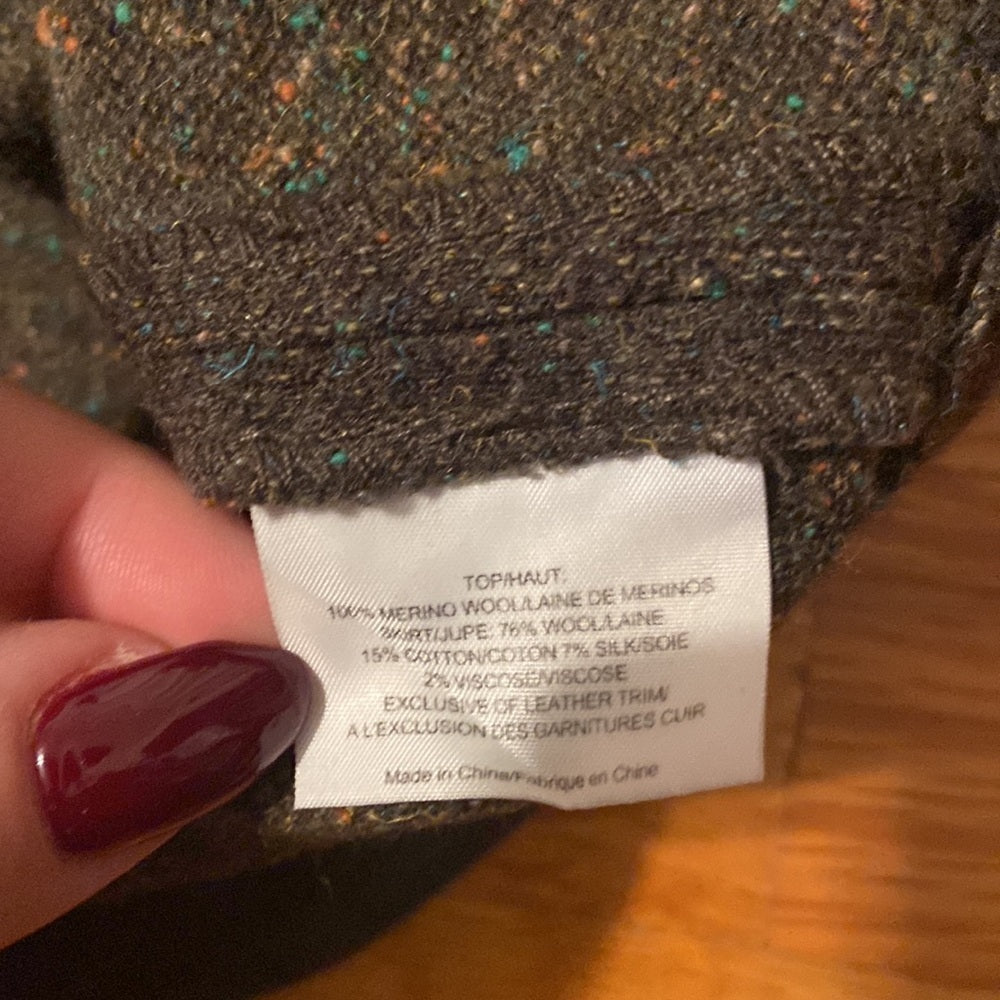 TOP/HAUT:
100% MERINO WOOL/LAINE DE MERINOS
SKIRT/JUPE: 76% WOOL/LAINE
15% COTTON/COTON 7% SILK/SOIE
2% VISCOSE/VISCOSE
EXCLUSIVE OF LEATHER TRIM/
A L'EXCLUSION DES GARNITURES CUIR
Made in China/Fabrique en Chine